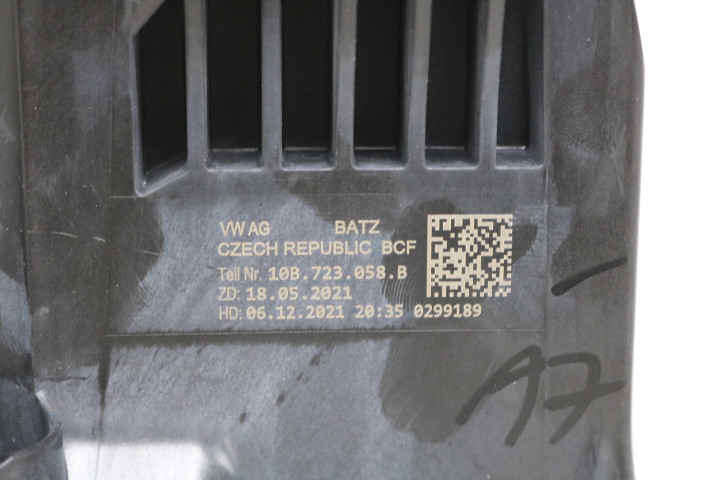 VW AG BATZ
CZECH REPUBLIC BCF
Teil Nr. 10B.723.058.B
ZD: 18.05.2021
HD: 06.12.2021 20:35 0299189
A7